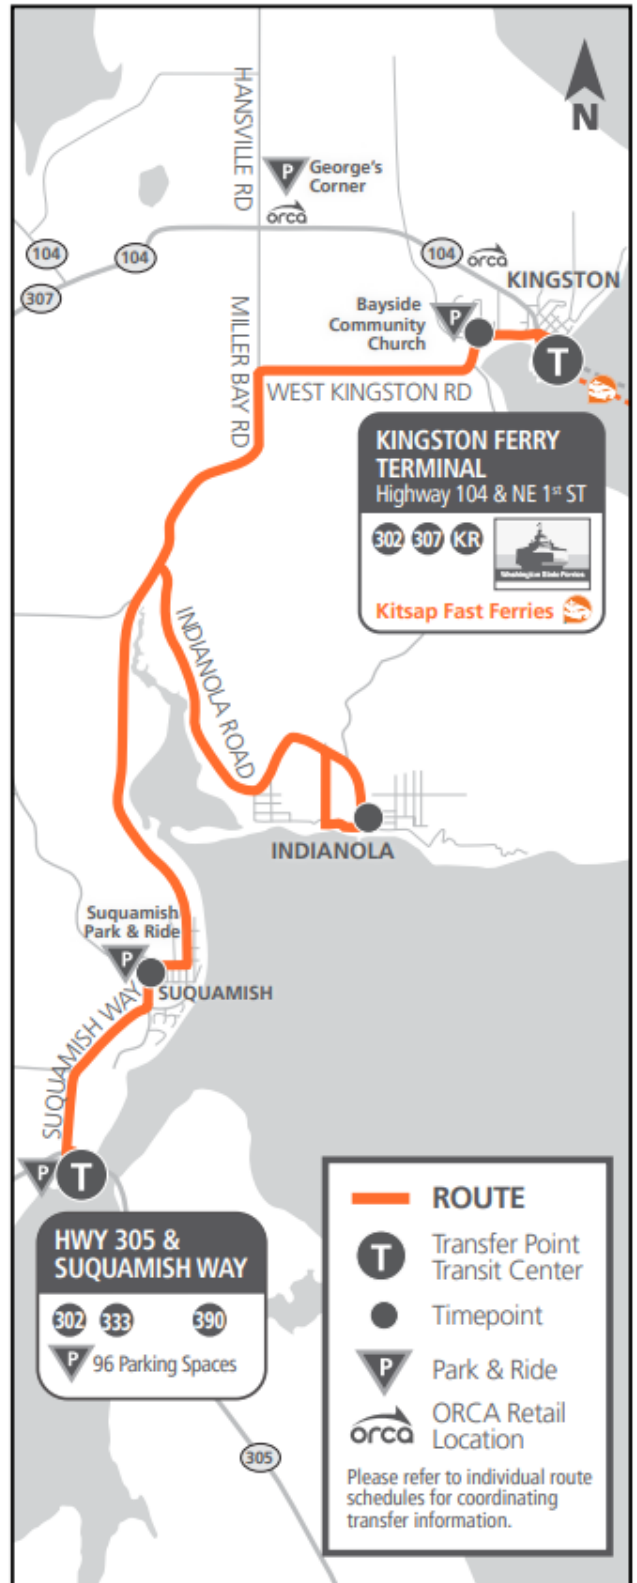 N
HANSVILLE RD
P
George's
Corner
orca
104
104
104
orca
307
KINGSTON
MILLER BAY RD
Bayside
Community
Church
P
T
WEST KINGSTON RD
KINGSTON FERRY
TERMINAL
Highway 104 & NE 1st ST
302 307 KR
Washington State Ferries
Kitsap Fast Ferries
INDIANOLA ROAD
INDIANOLA
Suquamish
Park & Ride
P
SUQUAMISH
SUQUAMISH WAY
P
T
HWY 305 &
SUQUAMISH WAY
302 333 390
P 96 Parking Spaces
305
ROUTE
T
Transfer Point
Transit Center
Timepoint
P
Park & Ride
orca
ORCA Retail
Location
Please refer to individual route
schedules for coordinating
transfer information.